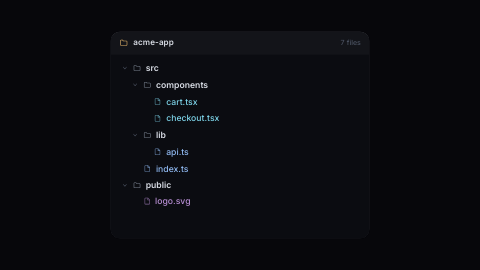 acme-app 7 files
src
components
cart.tsx
checkout.tsx
lib
api.ts
index.ts
public
logo.svg